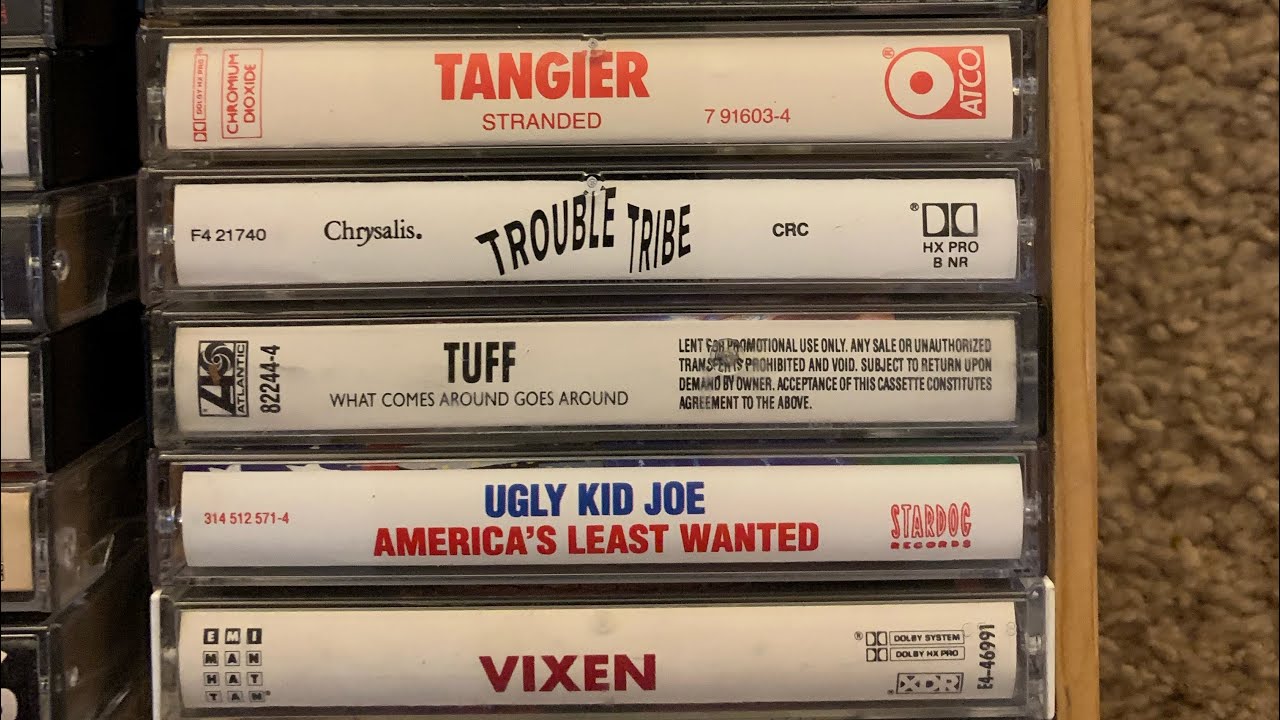 DOLBY HX PRO
CHROMIUM
DIOXIDE
TANGIER
STRANDED
7 91603-4
®
ATCO
F4 21740
Chrysalis.
TROUBLE TRIBE
CRC
®
HX PRO
B NR
ATLANTIC
82244-4
TUFF
WHAT COMES AROUND GOES AROUND
LENT FOR PROMOTIONAL USE ONLY. ANY SALE OR UNAUTHORIZED
TRANSFER IS PROHIBITED AND VOID. SUBJECT TO RETURN UPON
DEMAND BY OWNER. ACCEPTANCE OF THIS CASSETTE CONSTITUTES
AGREEMENT TO THE ABOVE.
314 512 571-4
UGLY KID JOE
AMERICA'S LEAST WANTED
STARDOG
RECORDS
EMI
MAN
HAT
TAN®
VIXEN
® DOLBY SYSTEM
DOLBY HX PRO
XDR
E4-46991